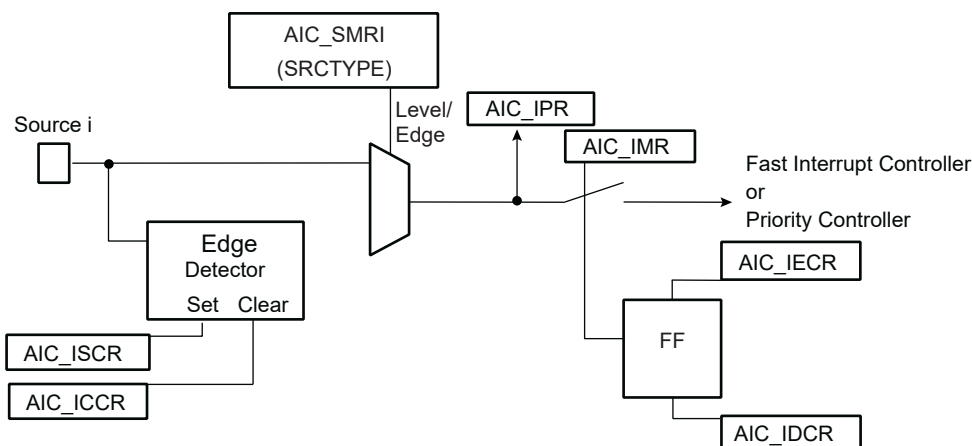 AIC_SMRI
(SRCTYPE)
Level/
Edge
AIC_IPR
Source i
AIC_IMR
Fast Interrupt Controller
or
Priority Controller
Edge
Detector
Set Clear
AIC_IECR
FF
AIC_ISCR
AIC_ICCR
AIC_IDCR